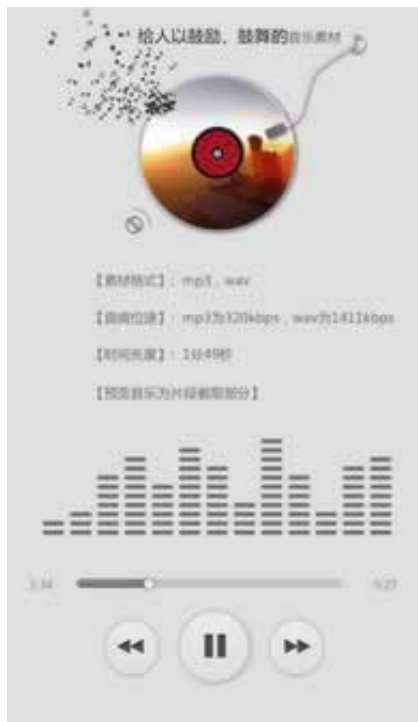 给人以鼓励、鼓舞的音乐素材
【素材格式】：mp3，wav
【音频位速】：mp3为320kbps，wav为1411kbps
【时间长度】：1分49秒
【预览音乐为片段截取部分】